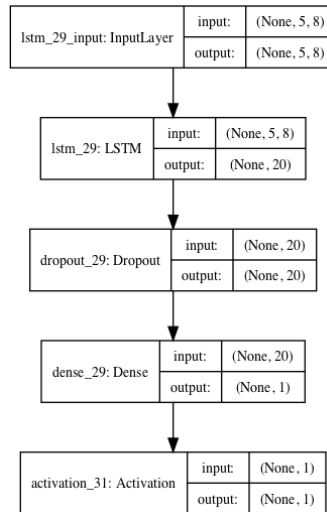 lstm_29_input: InputLayer
input: (None, 5, 8)
output: (None, 5, 8)
lstm_29: LSTM
input: (None, 5, 8)
output: (None, 20)
dropout_29: Dropout
input: (None, 20)
output: (None, 20)
dense_29: Dense
input: (None, 20)
output: (None, 1)
activation_31: Activation
input: (None, 1)
output: (None, 1)